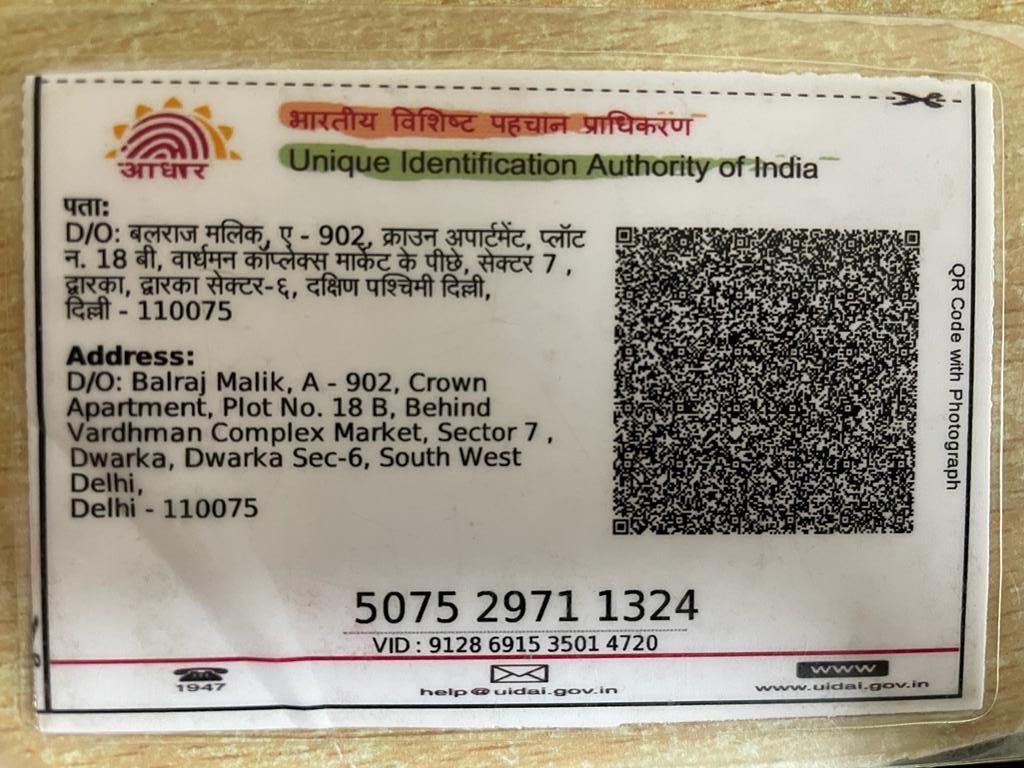 आधार
भारतीय विशिष्ट पहचान प्राधिकरण
Unique Identification Authority of India
पता:
D/O: बलराज मलिक, ए - 902, क्राउन अपार्टमेंट, प्लॉट
न. 18 बी, वार्धमन कॉप्लेक्स मार्केट के पीछे, सेक्टर 7 ,
द्वारका, द्वारका सेक्टर-६, दक्षिण पश्चिमी दिल्ली,
दिल्ली - 110075
Address:
D/O: Balraj Malik, A - 902, Crown
Apartment, Plot No. 18 B, Behind
Vardhman Complex Market, Sector 7 ,
Dwarka, Dwarka Sec-6, South West
Delhi,
Delhi - 110075
QR Code with Photograph
5075 2971 1324
VID : 9128 6915 3501 4720
1947
help@uidai.gov.in
www
www.uidai.gov.in